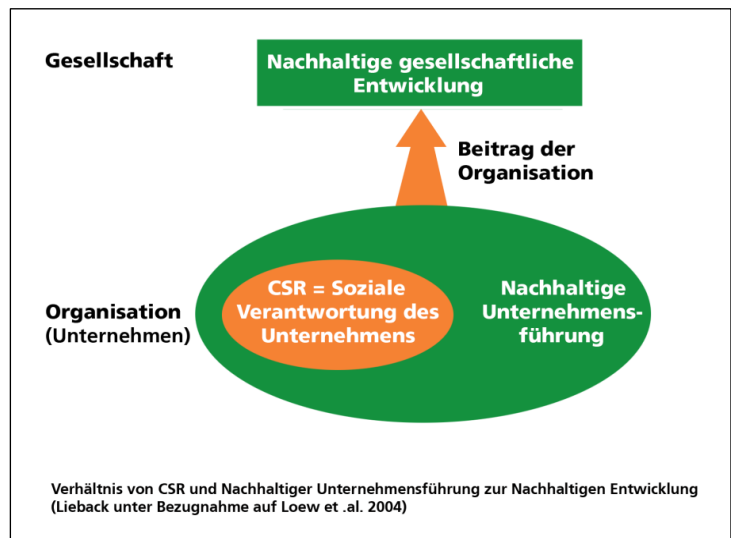 Gesellschaft
Nachhaltige gesellschaftliche
Entwicklung
Beitrag der
Organisation
Organisation
(Unternehmen)
CSR = Soziale
Verantwortung des
Unternehmens
Nachhaltige
Unternehmens-
führung
Verhältnis von CSR und Nachhaltiger Unternehmensführung zur Nachhaltigen Entwicklung
(Lieback unter Bezugnahme auf Loew et .al. 2004)